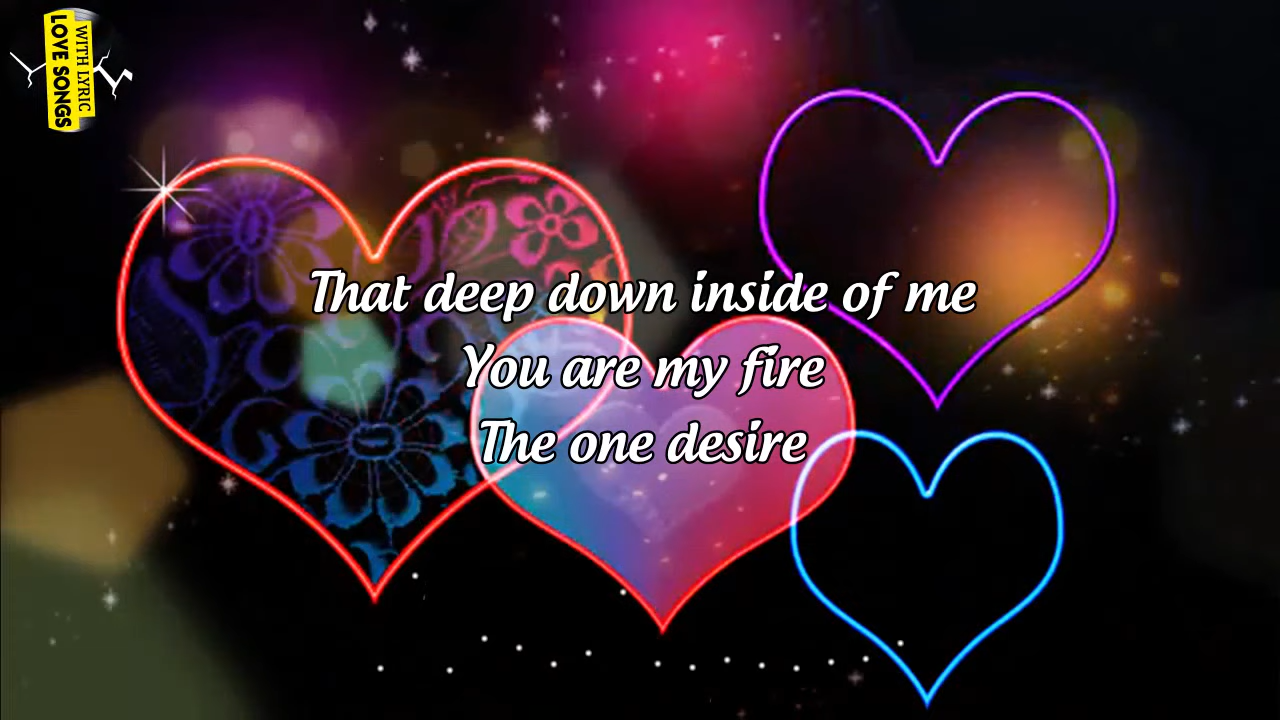 WITH LYRIC
LOVE SONGS
That deep down inside of me
You are my fire
The one desire